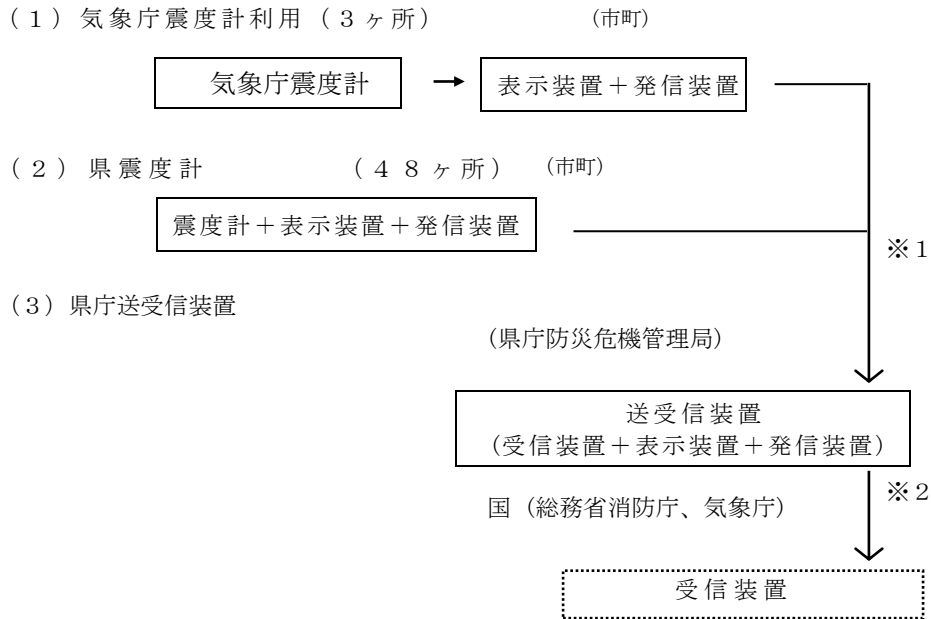 （１）気象庁震度計利用（３ヶ所）　（市町）
気象庁震度計
表示装置＋発信装置
（２）県震度計　（４８ヶ所）　（市町）
震度計＋表示装置＋発信装置
※１
（３）県庁送受信装置
（県庁防災危機管理局）
送受信装置
（受信装置＋表示装置＋発信装置）
※２
国（総務省消防庁、気象庁）
受信装置